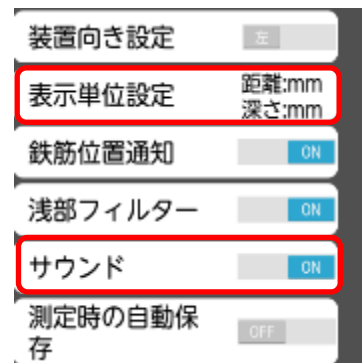 装置向き設定 左
表示単位設定 距離:mm
深さ:mm
鉄筋位置通知 ON
浅部フィルター ON
サウンド ON
測定時の自動保 OFF
存